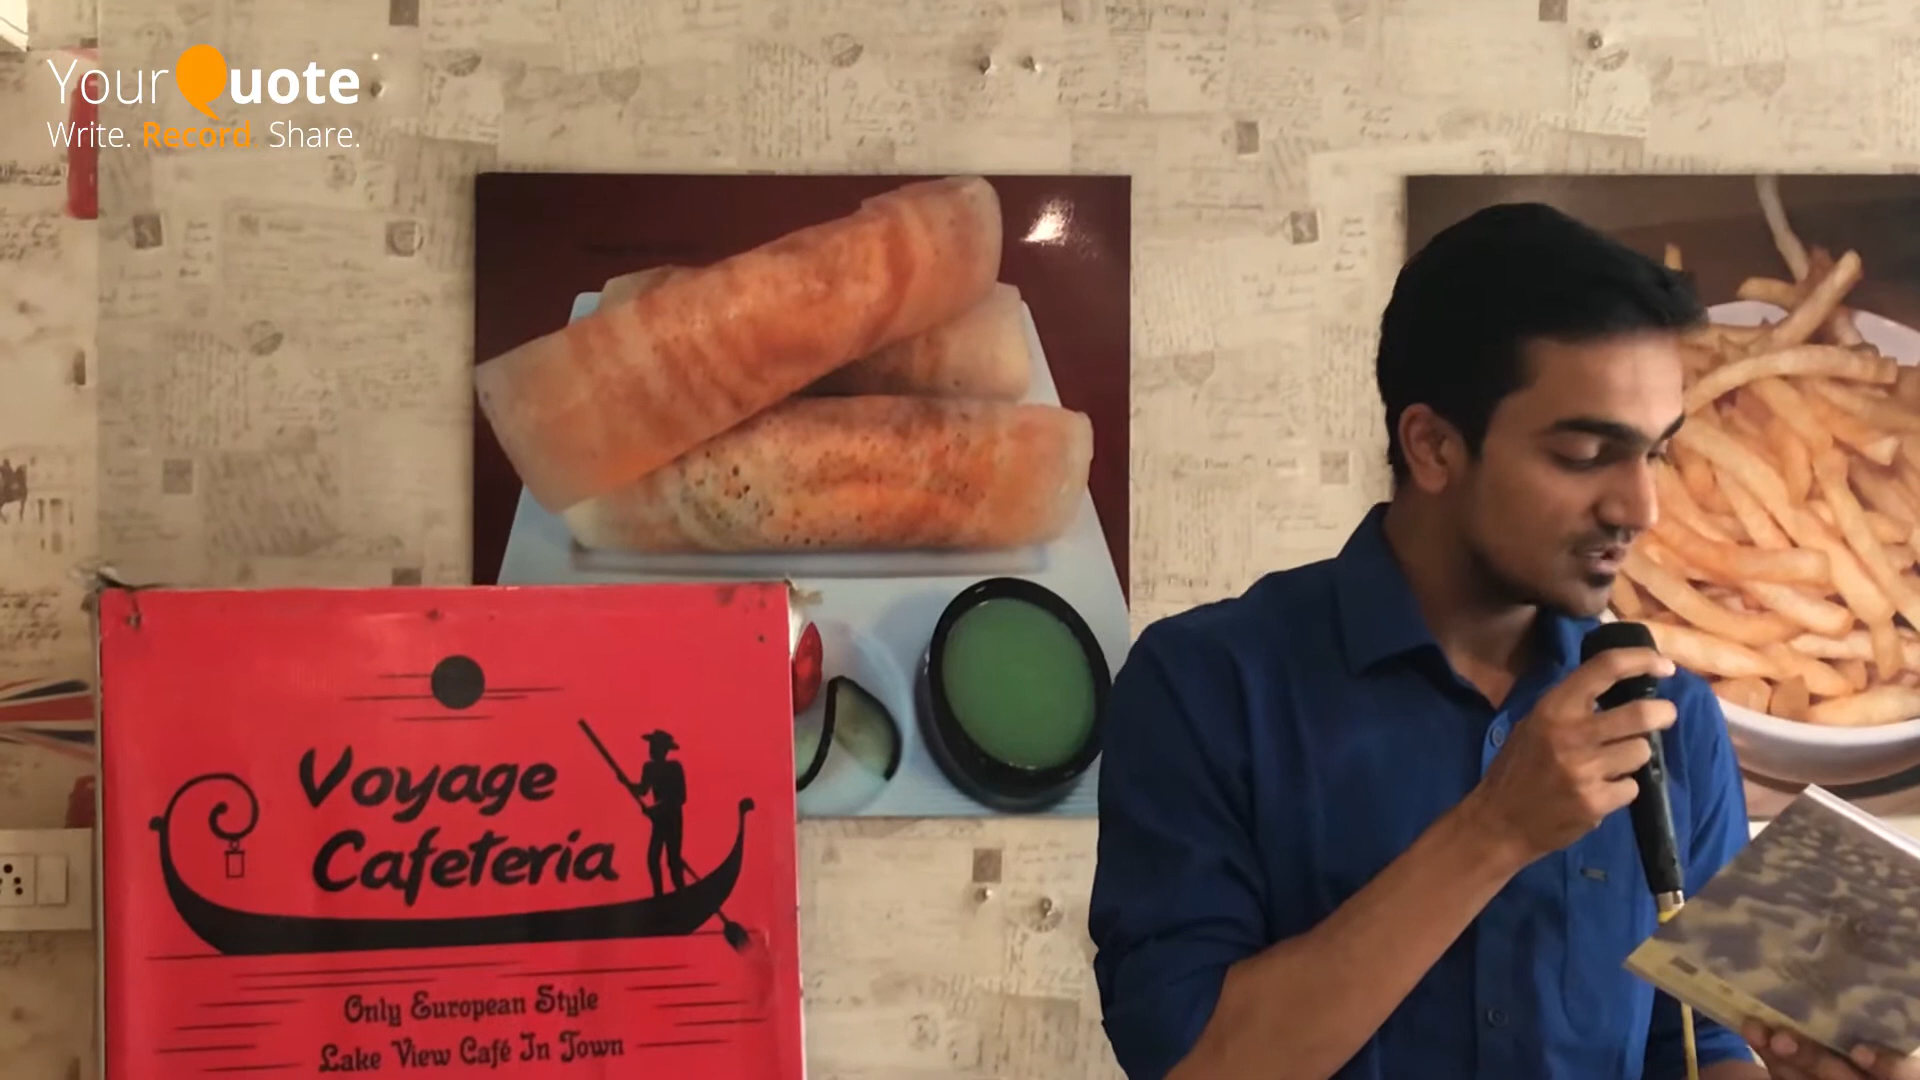 YourQuote
Write. Record. Share.
Voyage
Cafeteria
Only European Style
Lake View Café In Town